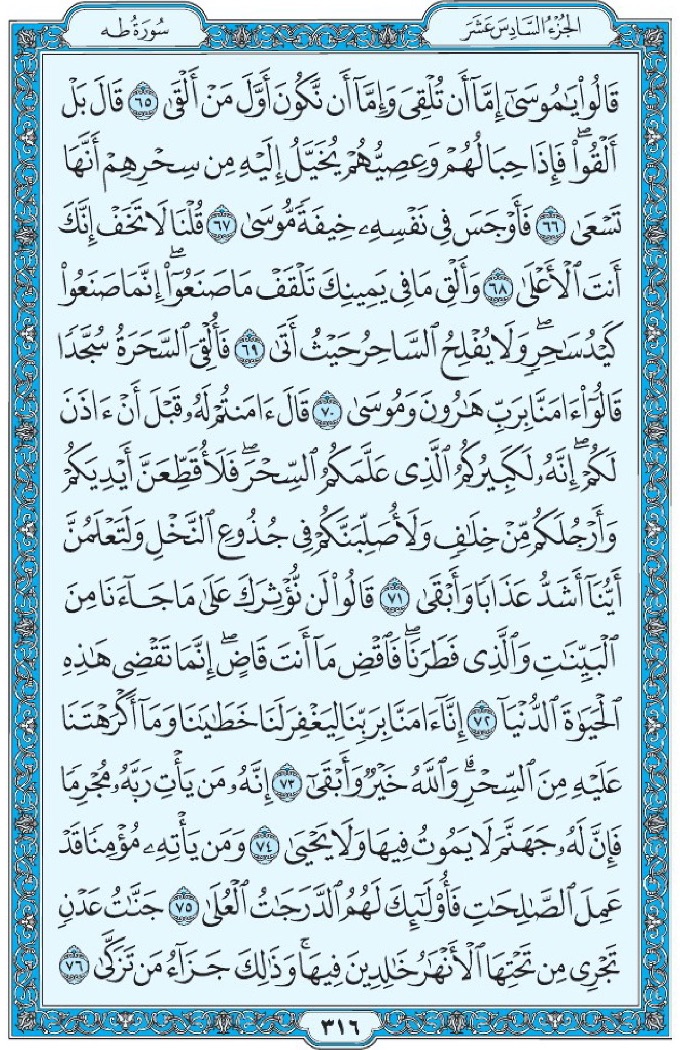 الجزء السادس عشر
سورة طه
قَالُوا۟ يَٰمُوسَىٰٓ إِمَّآ أَن تُلْقِىَ وَإِمَّآ أَن نَّكُونَ أَوَّلَ مَنْ أَلْقَىٰ ٦٥ قَالَ بَلْ
أَلْقُوا۟ۖ فَإِذَا حِبَالُهُمْ وَعِصِيُّهُمْ يُخَيَّلُ إِلَيْهِ مِن سِحْرِهِمْ أَنَّهَا
تَسْعَىٰ ٦٦ فَأَوْجَسَ فِى نَفْسِهِۦ خِيفَةً مُّوسَىٰ ٦٧ قُلْنَا لَا تَخَفْ إِنَّكَ
أَنتَ ٱلْأَعْلَىٰ ٦٨ وَأَلْقِ مَا فِى يَمِينِكَ تَلْقَفْ مَا صَنَعُوٓا۟ۖ إِنَّمَا صَنَعُوا۟
كَيْدُ سَٰحِرٍۖ وَلَا يُفْلِحُ ٱلسَّاحِرُ حَيْثُ أَتَىٰ ٦٩ فَأُلْقِىَ ٱلسَّحَرَةُ سُجَّدًا
قَالُوٓا۟ ءَامَنَّا بِرَبِّ هَٰرُونَ وَمُوسَىٰ ٧٠ قَالَ ءَامَنتُمْ لَهُۥ قَبْلَ أَنْ ءَاذَنَ
لَكُمْۖ إِنَّهُۥ لَكَبِيرُكُمُ ٱلَّذِى عَلَّمَكُمُ ٱلسِّحْرَۖ فَلَأُقَطِّعَنَّ أَيْدِيَكُمْ
وَأَرْجُلَكُم مِّنْ خِلَٰفٍ وَلَأُصَلِّبَنَّكُمْ فِى جُذُوعِ ٱلنَّخْلِ وَلَتَعْلَمُنَّ
أَيُّنَآ أَشَدُّ عَذَابًا وَأَبْقَىٰ ٧١ قَالُوا۟ لَن نُّؤْثِرَكَ عَلَىٰ مَا جَآءَنَا مِنَ
ٱلْبَيِّنَٰتِ وَٱلَّذِى فَطَرَنَاۖ فَٱقْضِ مَآ أَنتَ قَاضٍۖ إِنَّمَا تَقْضِى هَٰذِهِ
ٱلْحَيَوٰةَ ٱلدُّنْيَآ ٧٢ إِنَّآ ءَامَنَّا بِرَبِّنَا لِيَغْفِرَ لَنَا خَطَٰيَٰنَا وَمَآ أَكْرَهْتَنَا
عَلَيْهِ مِنَ ٱلسِّحْرِۗ وَٱللَّهُ خَيْرٌ وَأَبْقَىٰٓ ٧٣ إِنَّهُۥ مَن يَأْتِ رَبَّهُۥ مُجْرِمًا
فَإِنَّ لَهُۥ جَهَنَّمَ لَا يَمُوتُ فِيهَا وَلَا يَحْيَىٰ ٧٤ وَمَن يَأْتِهِۦ مُؤْمِنًا قَدْ
عَمِلَ ٱلصَّٰلِحَٰتِ فَأُو۟لَٰٓئِكَ لَهُمُ ٱلدَّرَجَٰتُ ٱلْعُلَىٰ ٧٥ جَنَّٰتُ عَدْنٍ
تَجْرِى مِن تَحْتِهَا ٱلْأَنْهَٰرُ خَٰلِدِينَ فِيهَاۚ وَذَٰلِكَ جَزَآءُ مَن تَزَكَّىٰ ٧٦
٣١٦